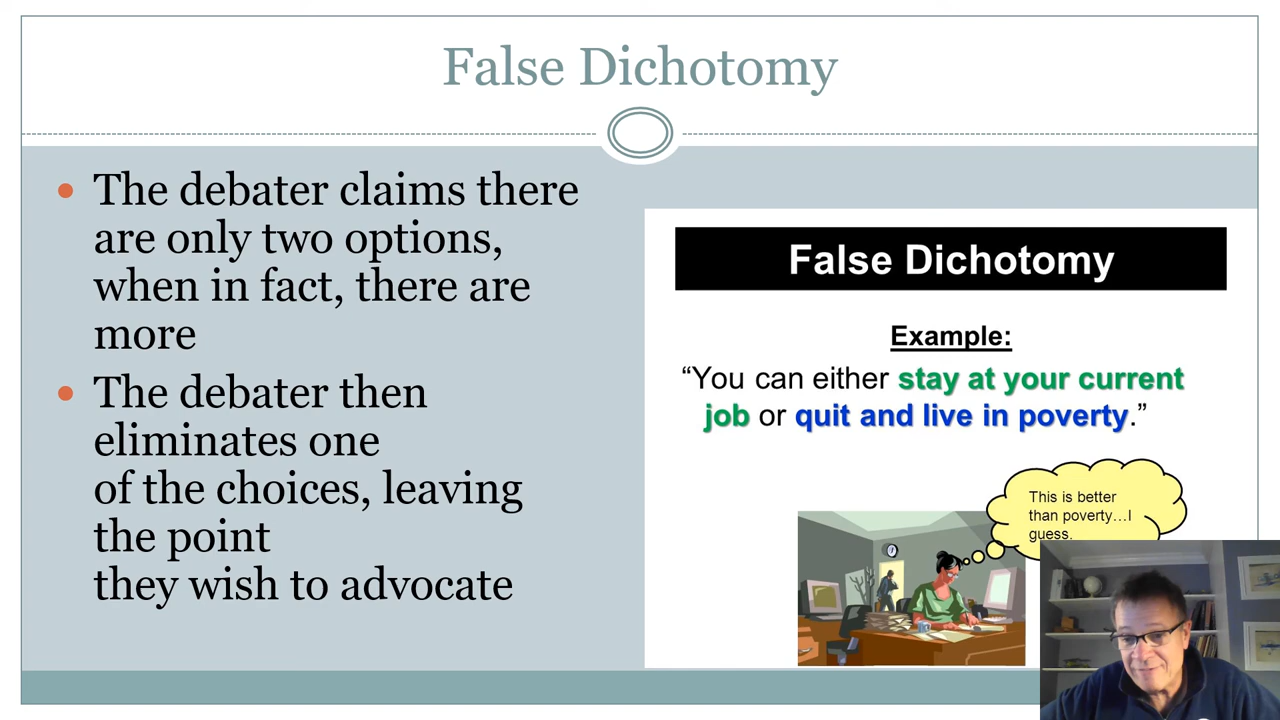 False Dichotomy
• The debater claims there
are only two options,
when in fact, there are
more
• The debater then
eliminates one
of the choices, leaving
the point
they wish to advocate
False Dichotomy
Example:
“You can either stay at your current
job or quit and live in poverty.”
This is better
than poverty…I
guess.